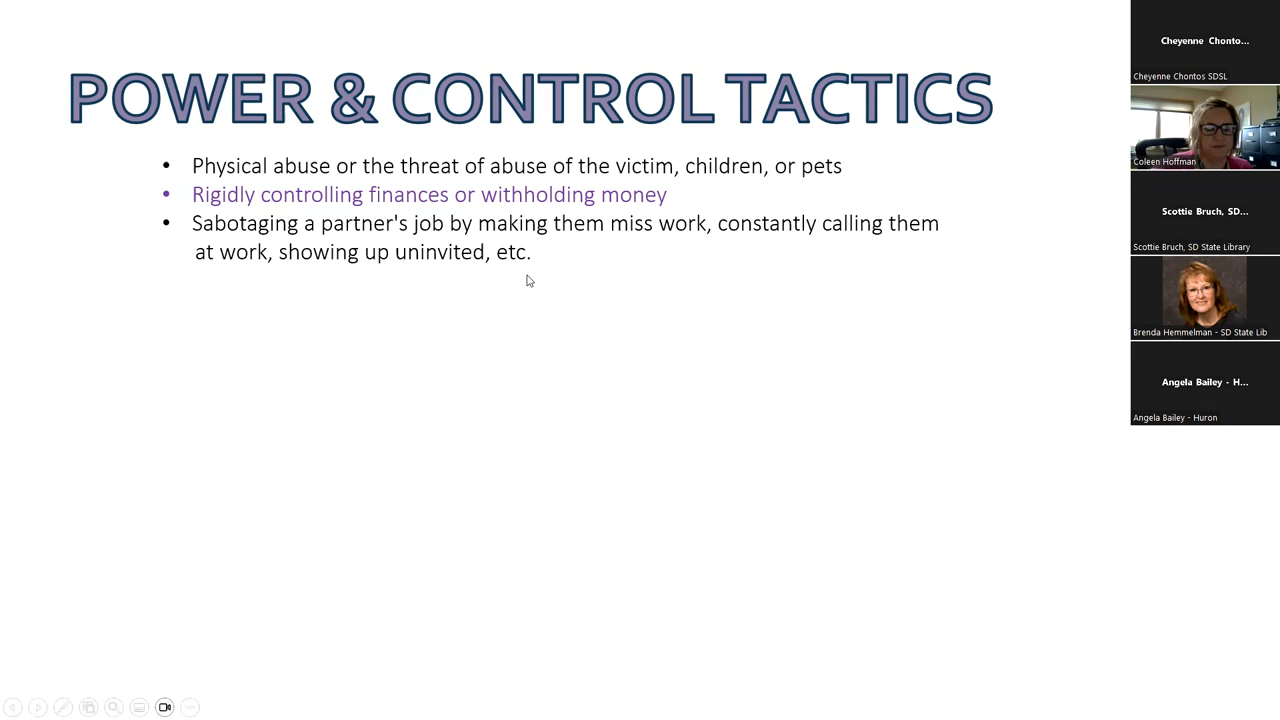 POWER & CONTROL TACTICS
• Physical abuse or the threat of abuse of the victim, children, or pets
• Rigidly controlling finances or withholding money
• Sabotaging a partner's job by making them miss work, constantly calling them
at work, showing up uninvited, etc.
Cheyenne Chonto...
Cheyenne Chontos SDSL
Coleen Hoffman
Scottie Bruch, SD...
Scottie Bruch, SD State Library
Brenda Hemmelman - SD State Lib
Angela Bailey - H...
Angela Bailey - Huron